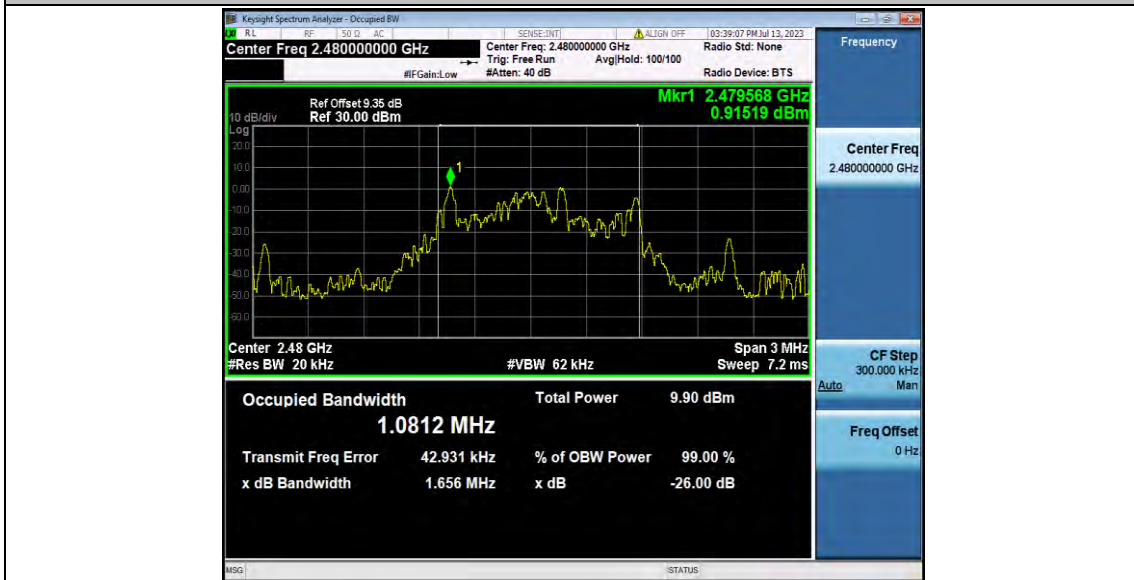 Keysight Spectrum Analyzer - Occupied BW
RL RF 50 Ω AC SENSE:INT ALIGN OFF 03:39:07 PM Jul 13, 2023
Center Freq 2.480000000 GHz
Center Freq: 2.480000000 GHz
Radio Std: None
Trig: Free Run Avg|Hold: 100/100
#IFGain:Low #Atten: 40 dB Radio Device: BTS
Mkr1 2.479568 GHz
0.91519 dBm
Ref Offset 9.35 dB
10 dB/div Ref 30.00 dBm
Log
20.0
10.0
0.00
-10.0
-20.0
-30.0
-40.0
-50.0
-60.0
1
Center 2.48 GHz Span 3 MHz
#Res BW 20 kHz #VBW 62 kHz Sweep 7.2 ms
Occupied Bandwidth Total Power 9.90 dBm
1.0812 MHz
Transmit Freq Error 42.931 kHz % of OBW Power 99.00 %
x dB Bandwidth 1.656 MHz x dB -26.00 dB
MSG STATUS
Frequency
Center Freq
2.480000000 GHz
CF Step
300.000 kHz
Auto Man
Freq Offset
0 Hz